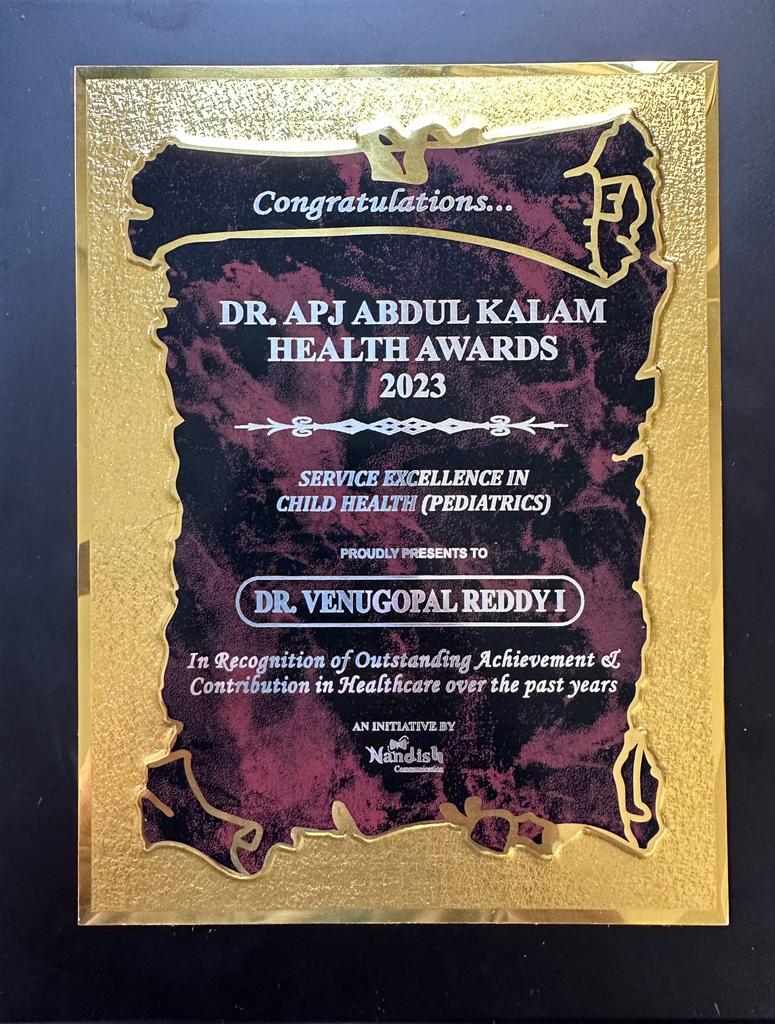 Congratulations...
DR. APJ ABDUL KALAM
HEALTH AWARDS
2023
SERVICE EXCELLENCE IN
CHILD HEALTH (PEDIATRICS)
PROUDLY PRESENTS TO
DR. VENUGOPAL REDDY I
In Recognition of Outstanding Achievement &
Contribution in Healthcare over the past years
AN INITIATIVE BY
Nandish
Communication